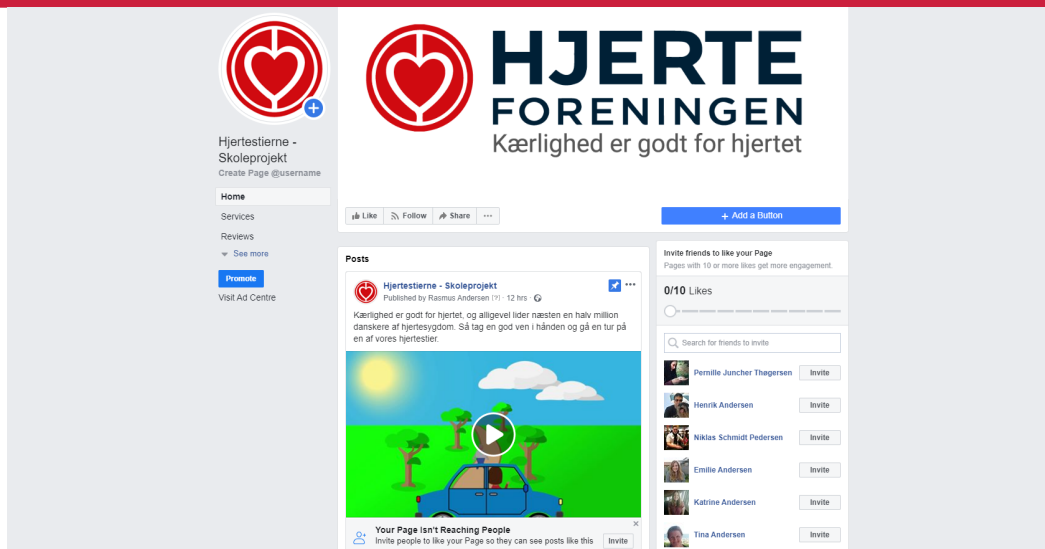 HJERTE
FORENINGEN
Kærlighed er godt for hjertet
Hjertestierne -
Skoleprojekt
Create Page @username
Home
Services
Reviews
See more
Promote
Visit Ad Centre
Like
Follow
Share
+ Add a Button
Posts
Hjertestierne - Skoleprojekt
Published by Rasmus Andersen [?] · 12 hrs ·
Kærlighed er godt for hjertet, og alligevel lider næsten en halv million
danskere af hjertesygdom. Så tag en god ven i hånden og gå en tur på
en af vores hjertestier.
Your Page Isn't Reaching People
Invite people to like your Page so they can see posts like this
Invite
Invite friends to like your Page
Pages with 10 or more likes get more engagement.
0/10 Likes
Search for friends to invite
Pernille Juncher Thøgersen Invite
Henrik Andersen Invite
Niklas Schmidt Pedersen Invite
Emilie Andersen Invite
Katrine Andersen Invite
Tina Andersen Invite